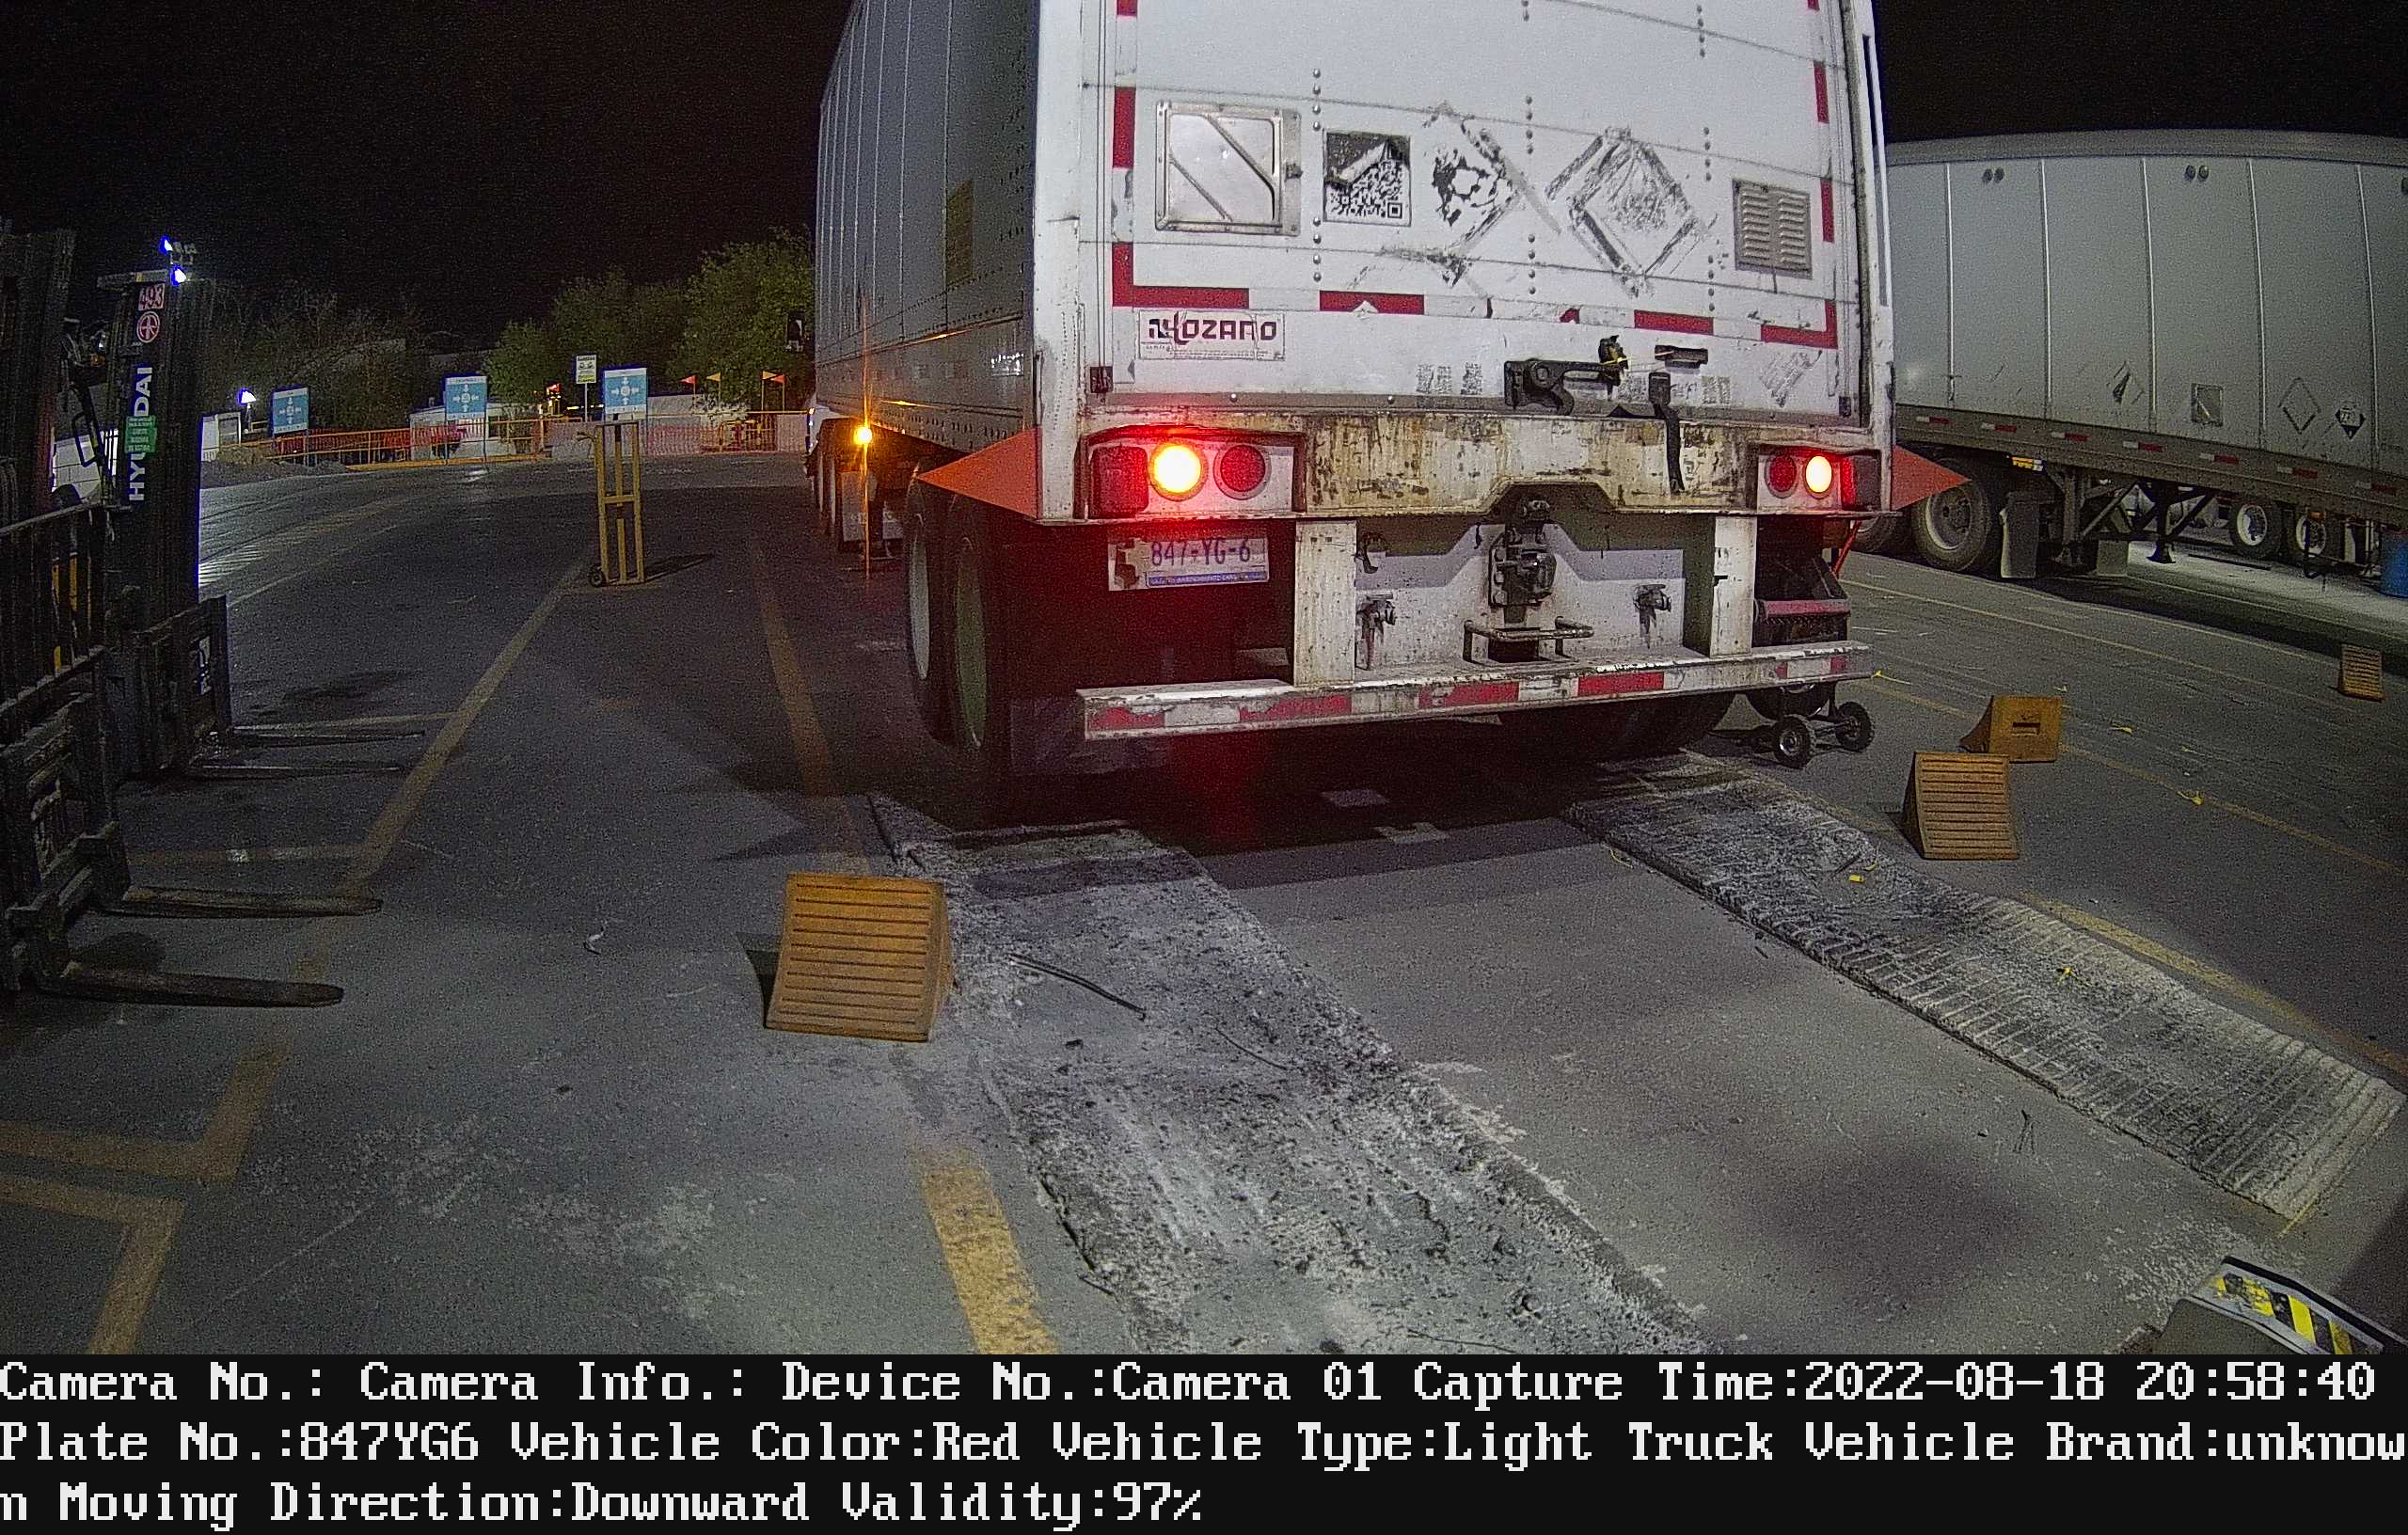 493
HYUNDAI
LOZANO
847-YG-6
Camera No.: Camera Info.: Device No.:Camera 01 Capture Time:2022-08-18 20:58:40
Plate No.:847YG6 Vehicle Color:Red Vehicle Type:Light Truck Vehicle Brand:unknow
n Moving Direction:Downward Validity:97%